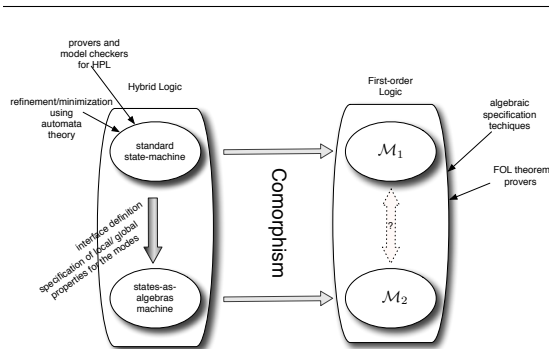 provers and
model checkers
for HPL
Hybrid Logic
refinement/minimization
using
automata
theory
standard
state-machine
interface definition
specification of local/ global
properties for the modes
states-as-
algebras
machine
Comorphism
First-order
Logic
M₁
?
M₂
algebraic
specification
techiques
FOL theorem
provers